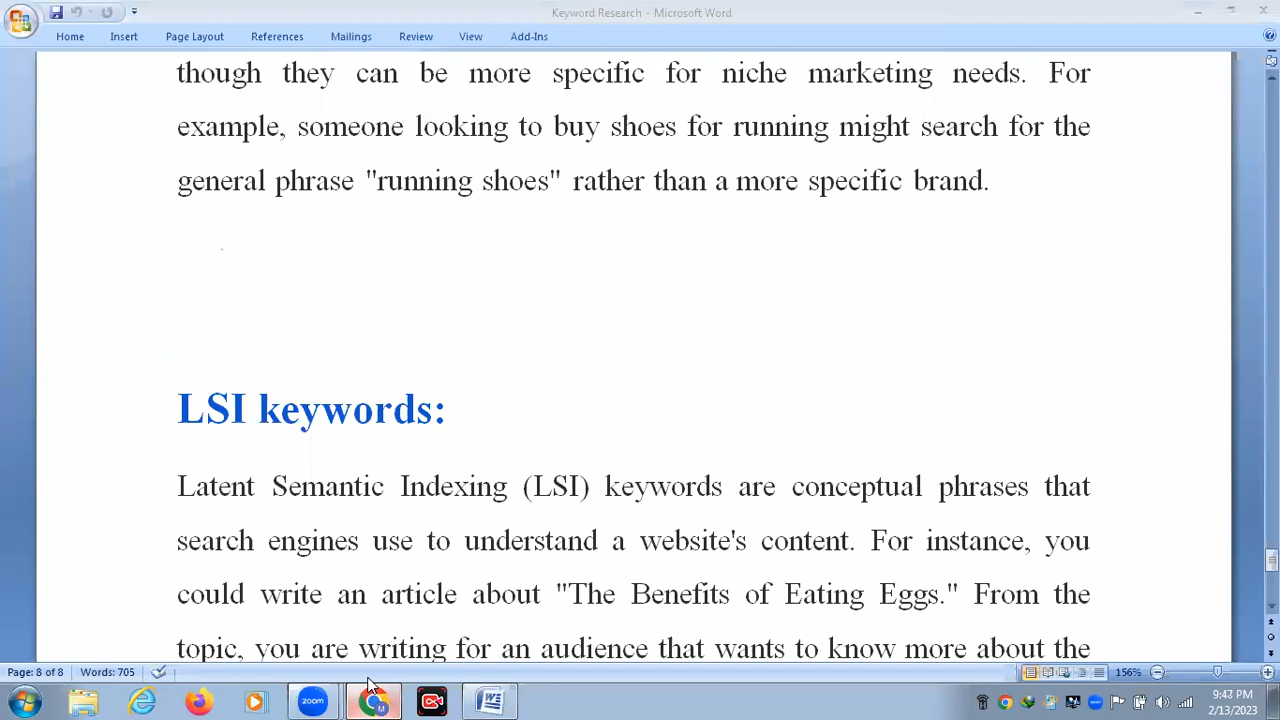 Keyword Research - Microsoft Word
Home Insert Page Layout References Mailings Review View Add-Ins
though they can be more specific for niche marketing needs. For
example, someone looking to buy shoes for running might search for the
general phrase "running shoes" rather than a more specific brand.
LSI keywords:
Latent Semantic Indexing (LSI) keywords are conceptual phrases that
search engines use to understand a website's content. For instance, you
could write an article about "The Benefits of Eating Eggs." From the
topic, you are writing for an audience that wants to know more about the
Page: 8 of 8 Words: 705 156%
zoom M
9:43 PM
2/13/2023